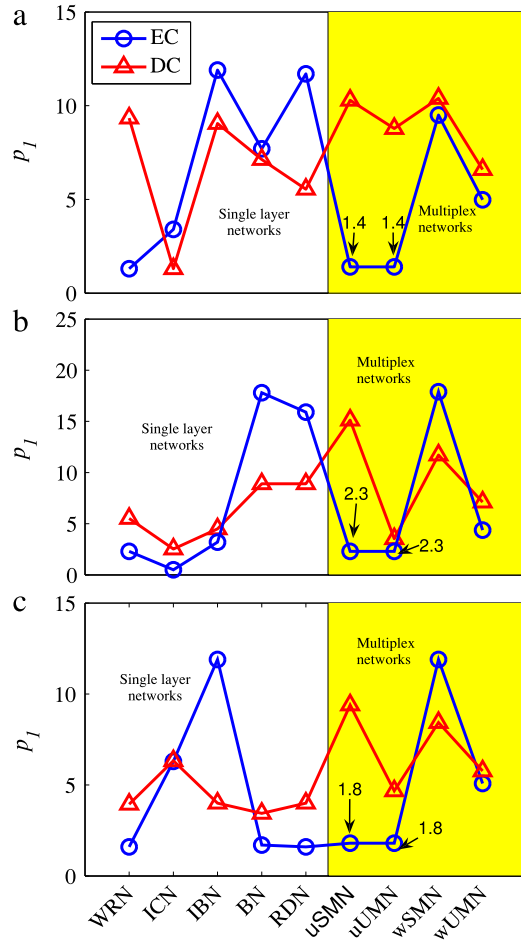 a
15
10
5
0
p1
EC
DC
Single layer
networks
1.4
1.4
Multiplex
networks
b
25
20
15
10
5
0
p1
Single layer
networks
Multiplex
networks
2.3
2.3
c
15
10
5
0
p1
Single layer
networks
Multiplex
networks
1.8
1.8
WRN
ICN
IBN
BN
RDN
uSMN
uUMN
wSMN
wUMN